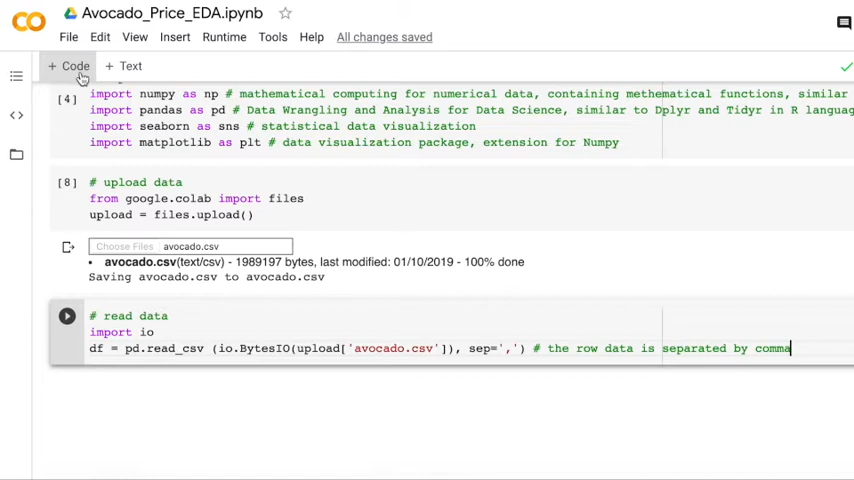 Avocado_Price_EDA.ipynb
File Edit View Insert Runtime Tools Help All changes saved
+ Code + Text
[4] import numpy as np # mathematical computing for numerical data, containing methematical functions, similar
import pandas as pd # Data Wrangling and Analysis for Data Science, similar to Dplyr and Tidyr in R languag
import seaborn as sns # statistical data visualization
import matplotlib as plt # data visualization package, extension for Numpy
[8] # upload data
from google.colab import files
upload = files.upload()
Choose Files avocado.csv
• avocado.csv(text/csv) - 1989197 bytes, last modified: 01/10/2019 - 100% done
Saving avocado.csv to avocado.csv
# read data
import io
df = pd.read_csv (io.BytesIO(upload['avocado.csv']), sep=',') # the row data is separated by comma